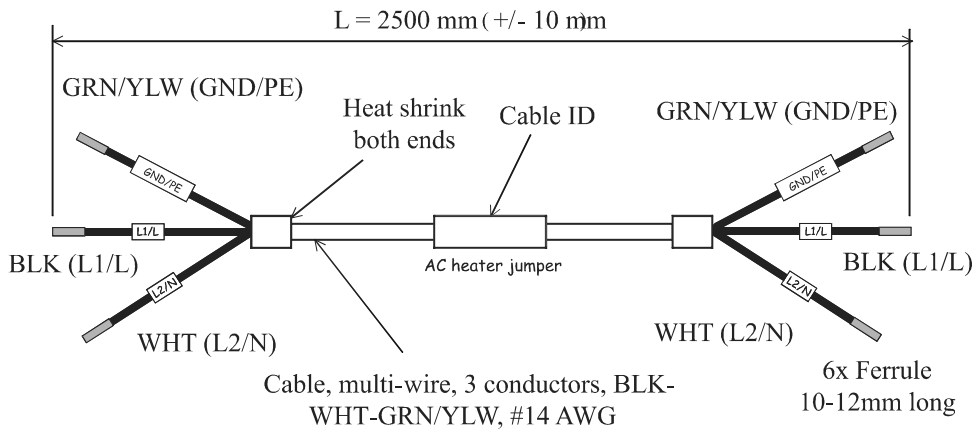 L = 2500 mm (+/- 10 mm)
GRN/YLW (GND/PE)
Heat shrink
both ends
Cable ID
GRN/YLW (GND/PE)
GND/PE
GND/PE
L1/L
L1/L
BLK (L1/L)
AC heater jumper
BLK (L1/L)
L2/N
L2/N
WHT (L2/N)
WHT (L2/N)
Cable, multi-wire, 3 conductors, BLK-
WHT-GRN/YLW, #14 AWG
6x Ferrule
10-12mm long